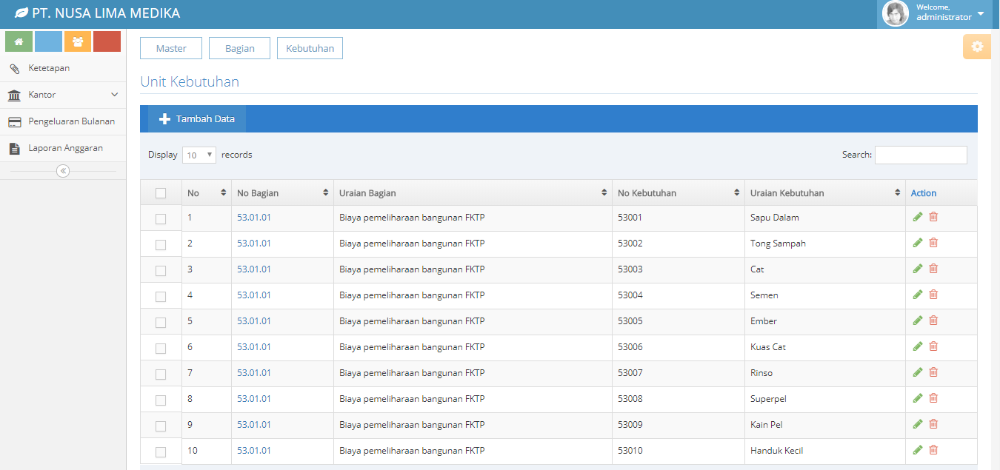 PT. NUSA LIMA MEDIKA
Welcome,
administrator
Ketetapan
Kantor
Pengeluaran Bulanan
Laporan Anggaran
Master Bagian Kebutuhan
Unit Kebutuhan
Tambah Data
Display 10 records Search:
No No Bagian Uraian Bagian No Kebutuhan Uraian Kebutuhan Action
1 53.01.01 Biaya pemeliharaan bangunan FKTP 53001 Sapu Dalam
2 53.01.01 Biaya pemeliharaan bangunan FKTP 53002 Tong Sampah
3 53.01.01 Biaya pemeliharaan bangunan FKTP 53003 Cat
4 53.01.01 Biaya pemeliharaan bangunan FKTP 53004 Semen
5 53.01.01 Biaya pemeliharaan bangunan FKTP 53005 Ember
6 53.01.01 Biaya pemeliharaan bangunan FKTP 53006 Kuas Cat
7 53.01.01 Biaya pemeliharaan bangunan FKTP 53007 Rinso
8 53.01.01 Biaya pemeliharaan bangunan FKTP 53008 Superpel
9 53.01.01 Biaya pemeliharaan bangunan FKTP 53009 Kain Pel
10 53.01.01 Biaya pemeliharaan bangunan FKTP 53010 Handuk Kecil